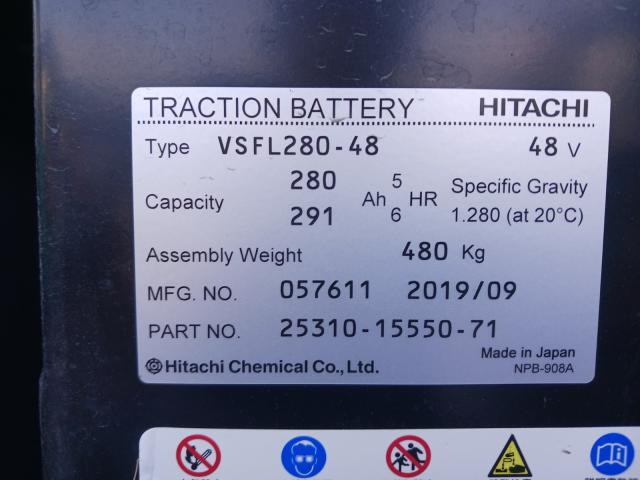 TRACTION BATTERY HITACHI
Type VSFL280-48 48 V
Capacity 280 Ah 5 HR Specific Gravity
291 6 1.280 (at 20°C)
Assembly Weight 480 Kg
MFG. NO. 057611 2019/09
PART NO. 25310-15550-71
Made in Japan
Hitachi Chemical Co., Ltd. NPB-908A